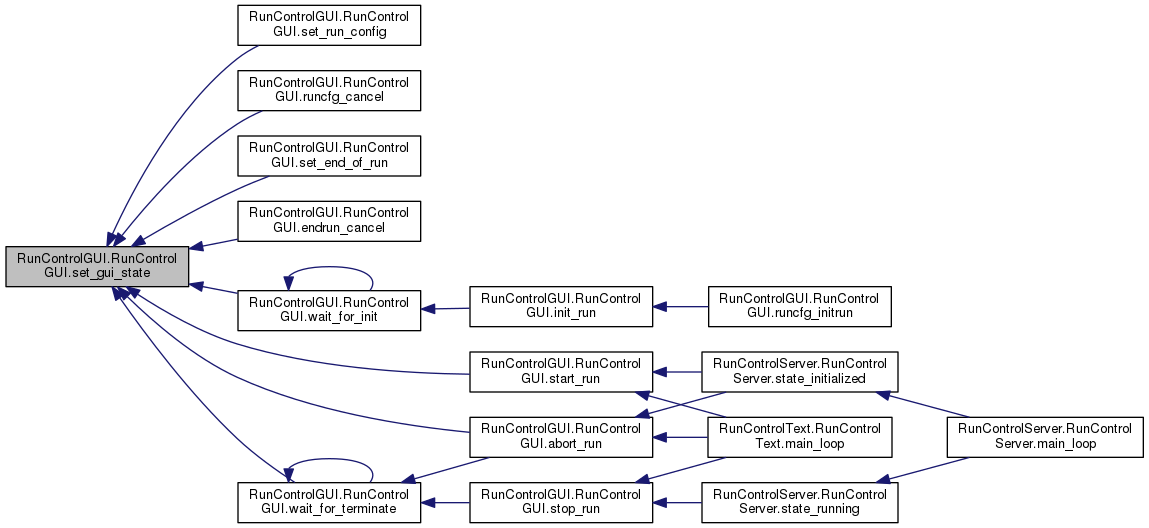 RunControlGUI.RunControl
GUI.set_run_config
RunControlGUI.RunControl
GUI.runcfg_cancel
RunControlGUI.RunControl
GUI.set_end_of_run
RunControlGUI.RunControl
GUI.endrun_cancel
RunControlGUI.RunControl
GUI.set_gui_state
RunControlGUI.RunControl
GUI.wait_for_init
RunControlGUI.RunControl
GUI.init_run
RunControlGUI.RunControl
GUI.runcfg_initrun
RunControlGUI.RunControl
GUI.start_run
RunControlServer.RunControl
Server.state_initialized
RunControlGUI.RunControl
GUI.abort_run
RunControlText.RunControl
Text.main_loop
RunControlServer.RunControl
Server.main_loop
RunControlGUI.RunControl
GUI.wait_for_terminate
RunControlGUI.RunControl
GUI.stop_run
RunControlServer.RunControl
Server.state_running